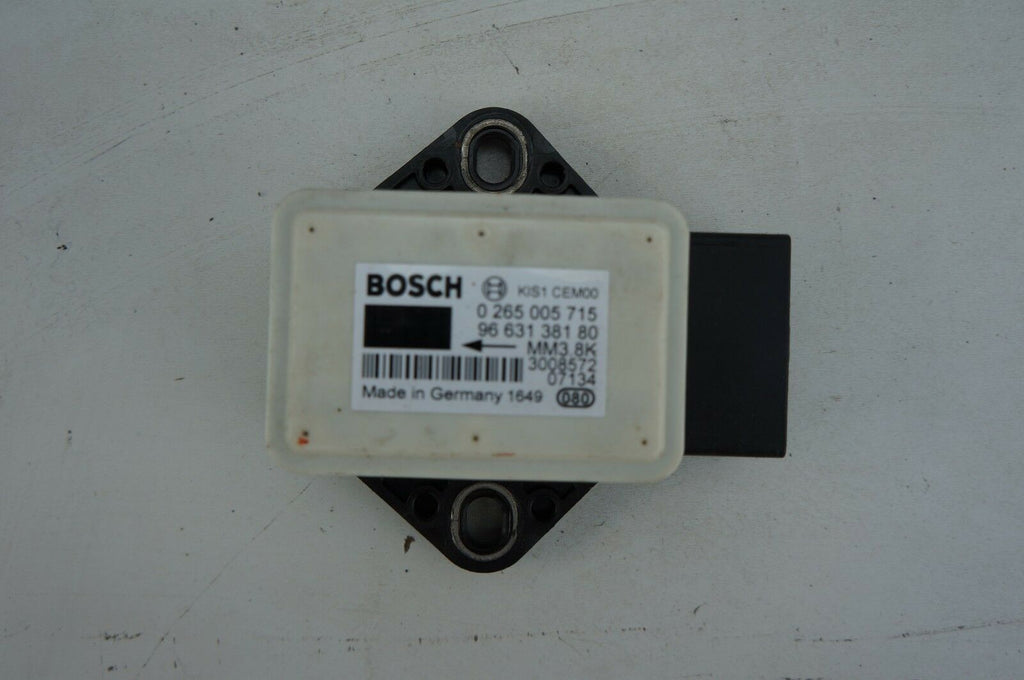 BOSCH KIS1 CEM00
0 265 005 715
96 631 381 80
MM3.8K
3008572
07134
Made in Germany 1649 080